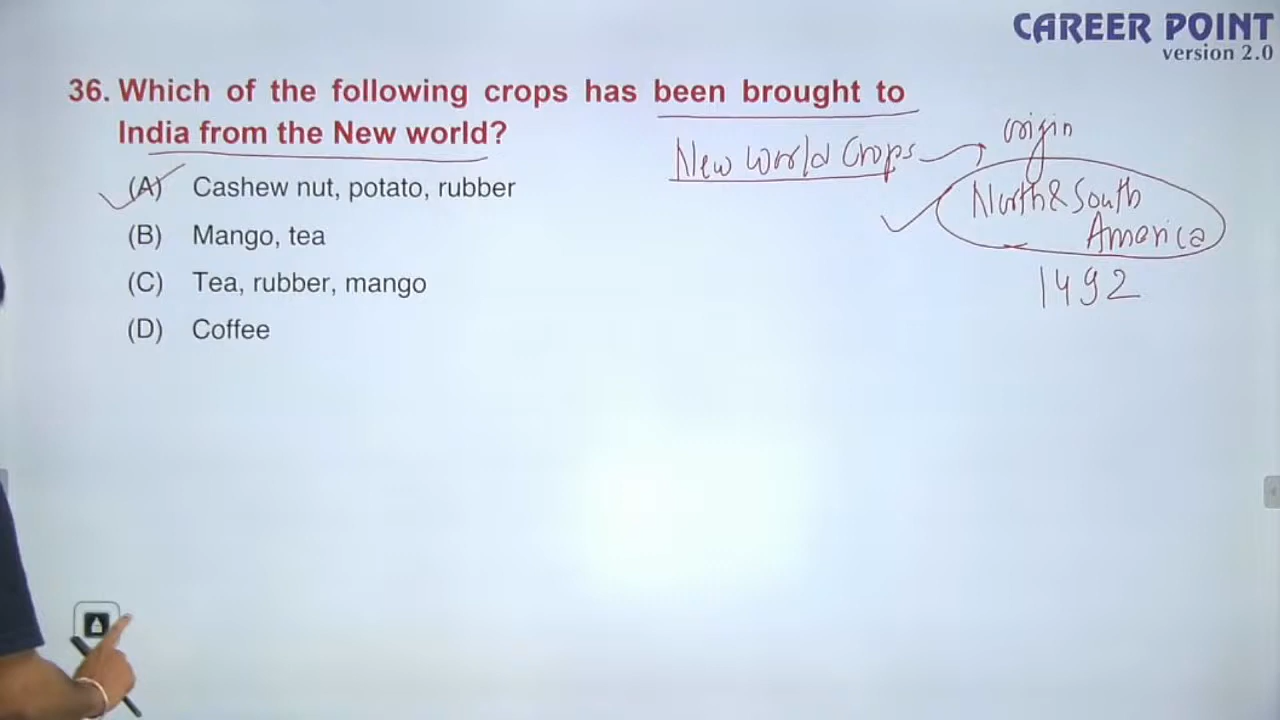 CAREER POINT
version 2.0
36. Which of the following crops has been brought to
India from the New world?
(A) Cashew nut, potato, rubber
(B) Mango, tea
(C) Tea, rubber, mango
(D) Coffee
New World Crops
origin
North & South
America
1492